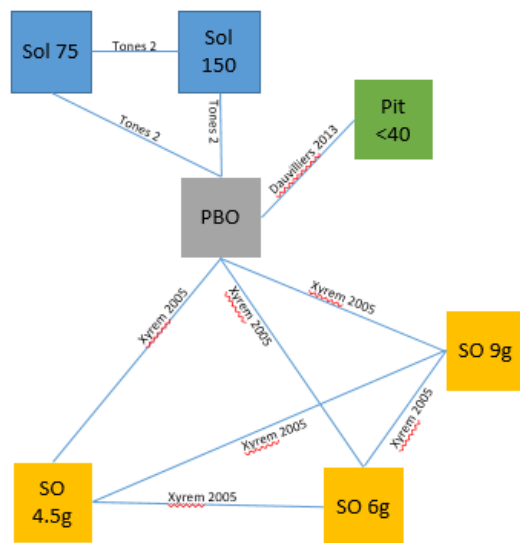 Sol 75
Tones 2
Sol
150
Tones 2
Tones 2
Pit
<40
Dauvilliers 2013
PBO
Xyrem 2005
Xyrem 2005
Xyrem 2005
SO 9g
Xyrem 2005
Xyrem 2005
SO
4.5g
Xyrem 2005
SO 6g